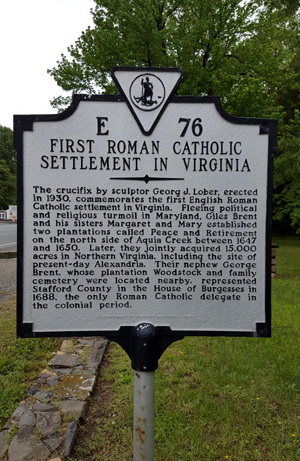 E 76
FIRST ROMAN CATHOLIC
SETTLEMENT IN VIRGINIA
The crucifix by sculptor Georg J. Lober, erected
in 1930, commemorates the first English Roman
Catholic settlement in Virginia. Fleeing political
and religious turmoil in Maryland, Giles Brent
and his sisters Margaret and Mary established
two plantations called Peace and Retirement
on the north side of Aquia Creek between 1647
and 1650. Later, they jointly acquired 15,000
acres in Northern Virginia, including the site of
present-day Alexandria. Their nephew George
Brent, whose plantation Woodstock and family
cemetery were located nearby, represented
Stafford County in the House of Burgesses in
1688, the only Roman Catholic delegate in
the colonial period.